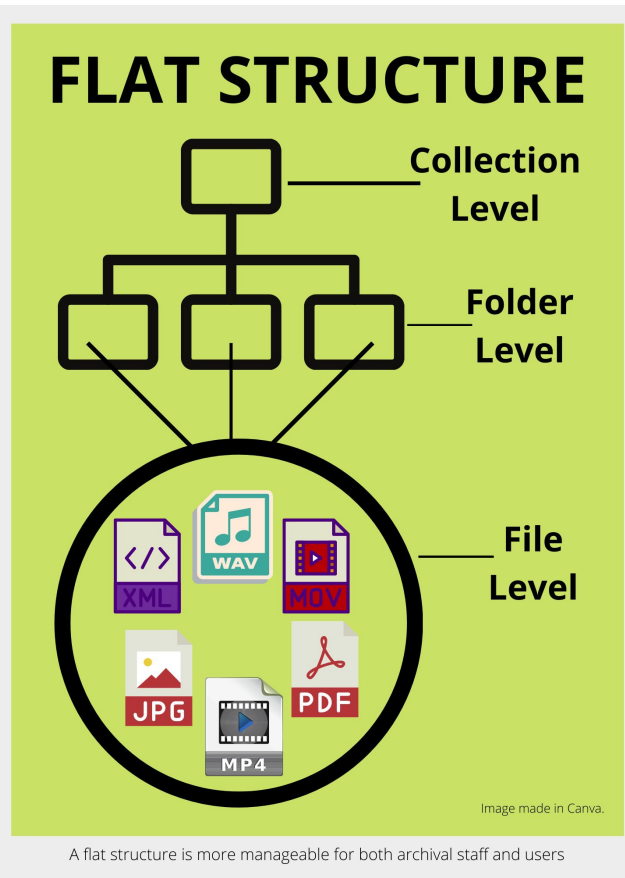 FLAT STRUCTURE
Collection
Level
Folder
Level
File
Level
</>
WAV
XML
MOV
JPG
PDF
MP4
Image made in Canva.
A flat structure is more manageable for both archival staff and users